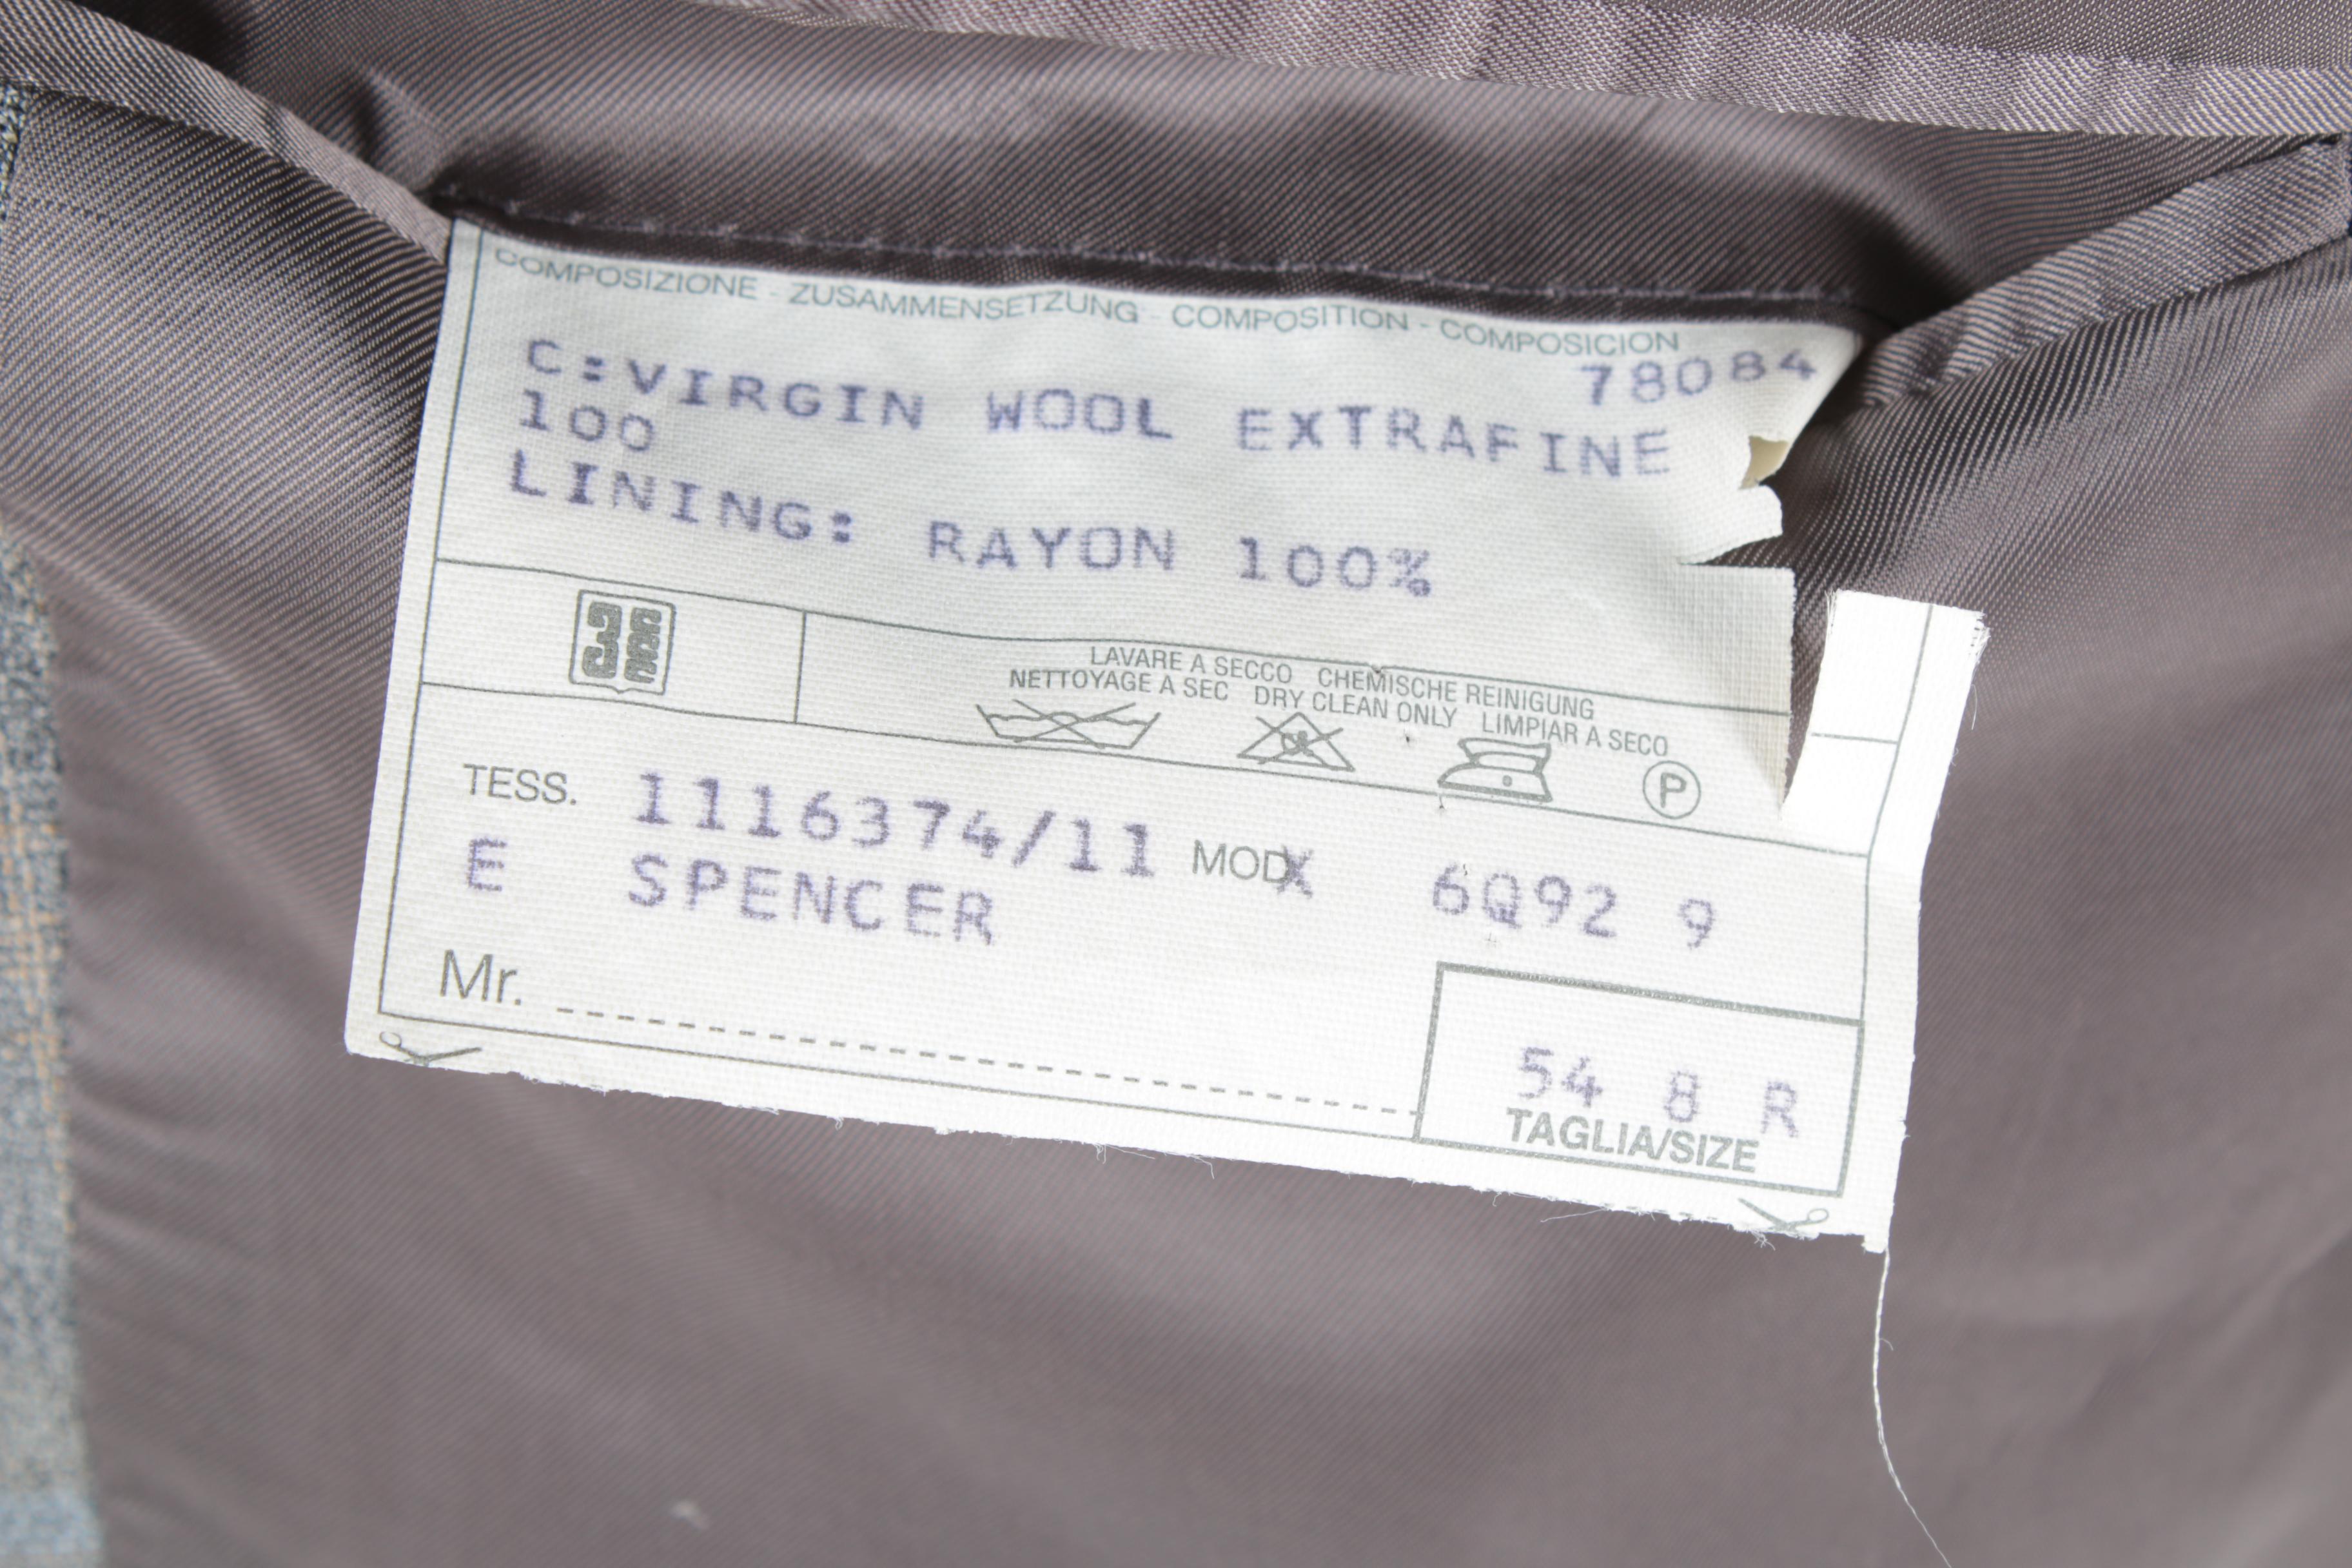 COMPOSIZIONE - ZUSAMMENSETZUNG - COMPOSITION - COMPOSICION
78084
C:VIRGIN WOOL EXTRAFINE
100
LINING: RAYON 100%
LAVARE A SECCO CHEMISCHE REINIGUNG
NETTOYAGE A SEC DRY CLEAN ONLY LIMPIAR A SECO
P
TESS. 1116374/11 MOD X 6Q92 9
E SPENCER
Mr.
54 8 R
TAGLIA/SIZE